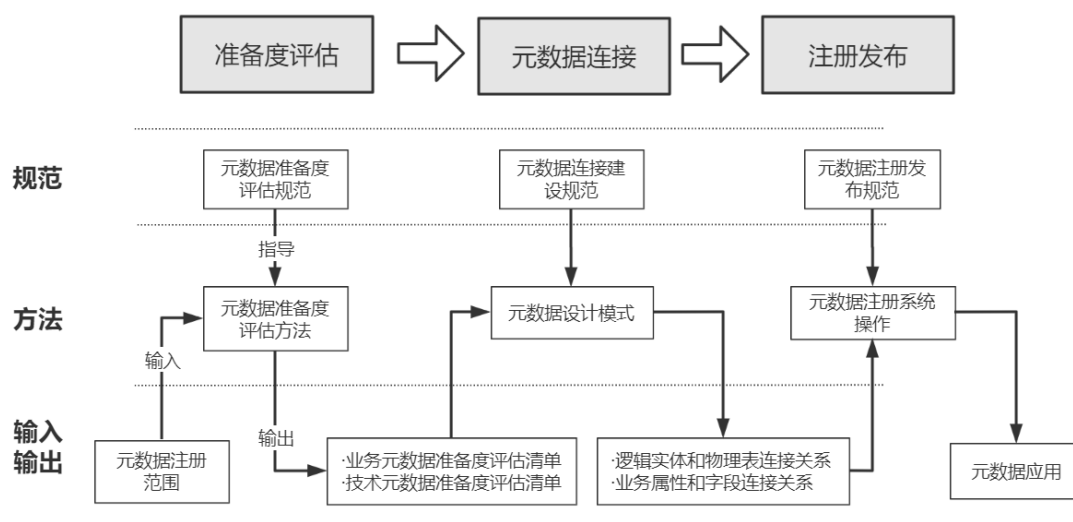 准备度评估
元数据连接
注册发布
规范
元数据准备度
评估规范
元数据连接建
设规范
元数据注册发
布规范
指导
方法
元数据准备度
评估方法
元数据设计模式
元数据注册系统
操作
输入
输出
输入
输出
元数据注册
范围
·业务元数据准备度评估清单
·技术元数据准备度评估清单
·逻辑实体和物理表连接关系
·业务属性和字段连接关系
元数据应用